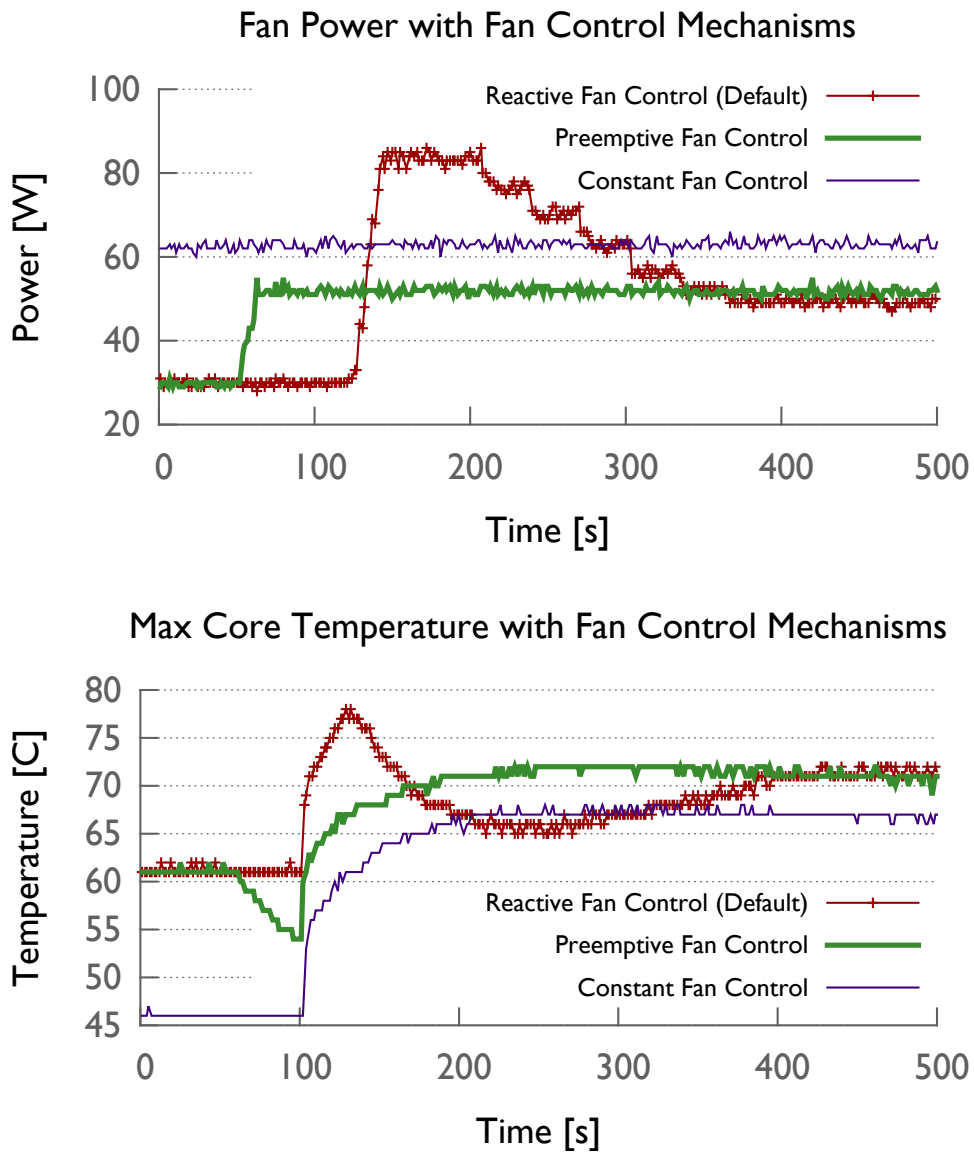 Fan Power with Fan Control Mechanisms
100
80
60
40
20
Power [W]
Reactive Fan Control (Default)
Preemptive Fan Control
Constant Fan Control
0 100 200 300 400 500
Time [s]
Max Core Temperature with Fan Control Mechanisms
80
75
70
65
60
55
50
45
Temperature [C]
Reactive Fan Control (Default)
Preemptive Fan Control
Constant Fan Control
0 100 200 300 400 500
Time [s]